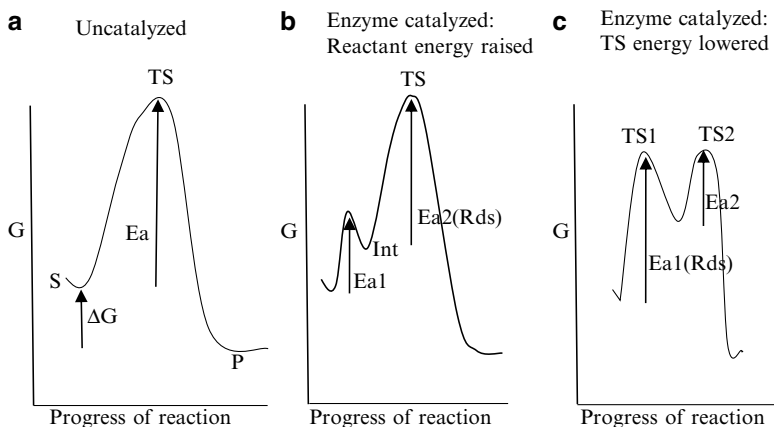 a
Uncatalyzed
TS
G
Ea
S
ΔG
P
Progress of reaction
b
Enzyme catalyzed:
Reactant energy raised
TS
G
Ea2(Rds)
Int
Ea1
Progress of reaction
c
Enzyme catalyzed:
TS energy lowered
TS1
TS2
G
Ea2
Ea1(Rds)
Progress of reaction